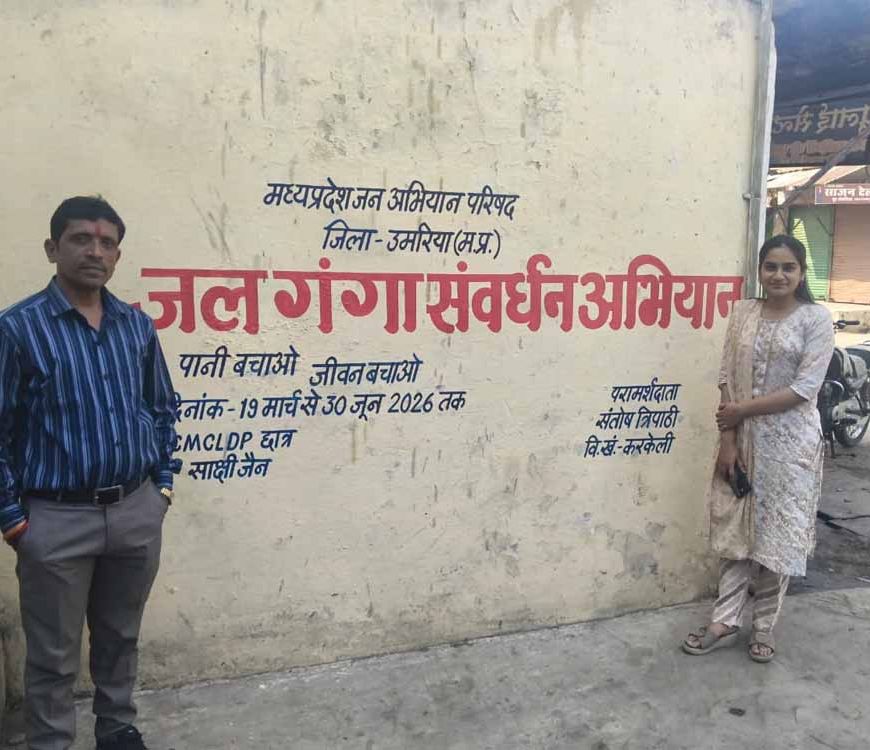 मध्यप्रदेश जन अभियान परिषद
जिला - उमरिया (म.प्र.)
जल गंगा संवर्धन अभियान
पानी बचाओ जीवन बचाओ
दिनांक - 19 मार्च से 30 जून 2026 तक
CMCLDP छात्र
साक्षी जैन
परामर्शदाता
संतोष त्रिपाठी
वि.खं.- करकेली
साजन